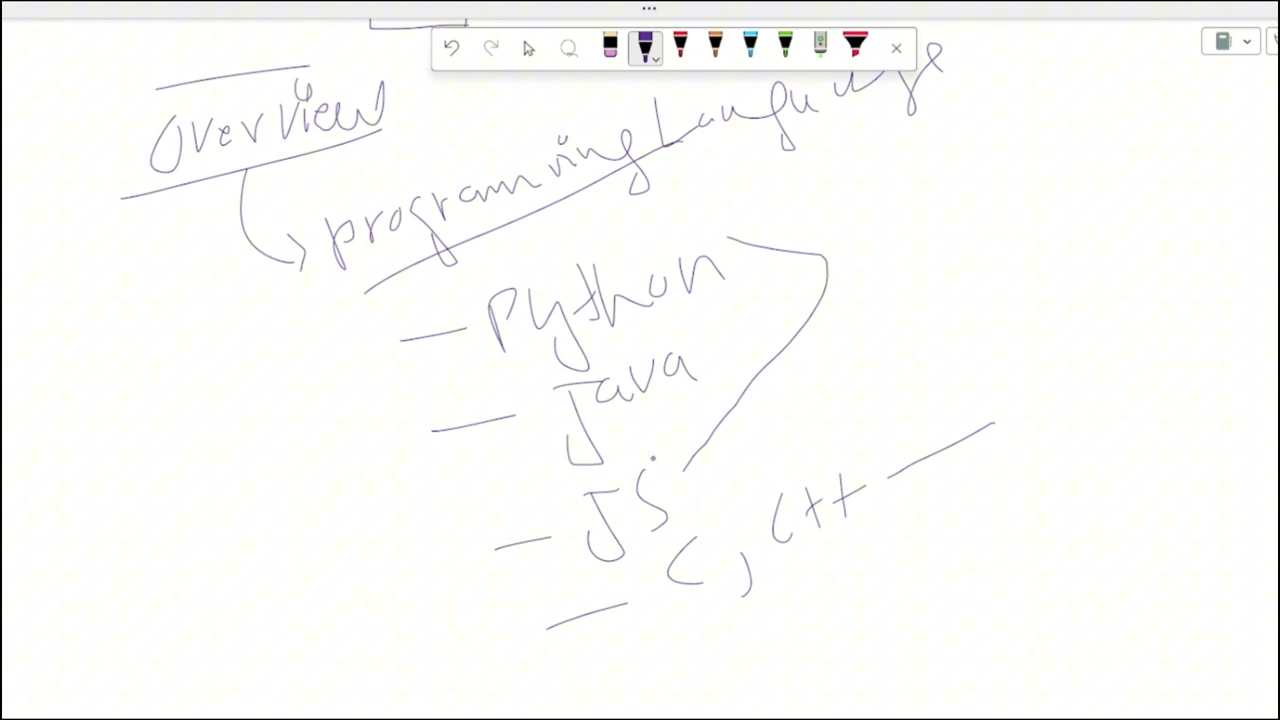 Overview
programming Language
- Python
- Java
- JS
- C, C++ -